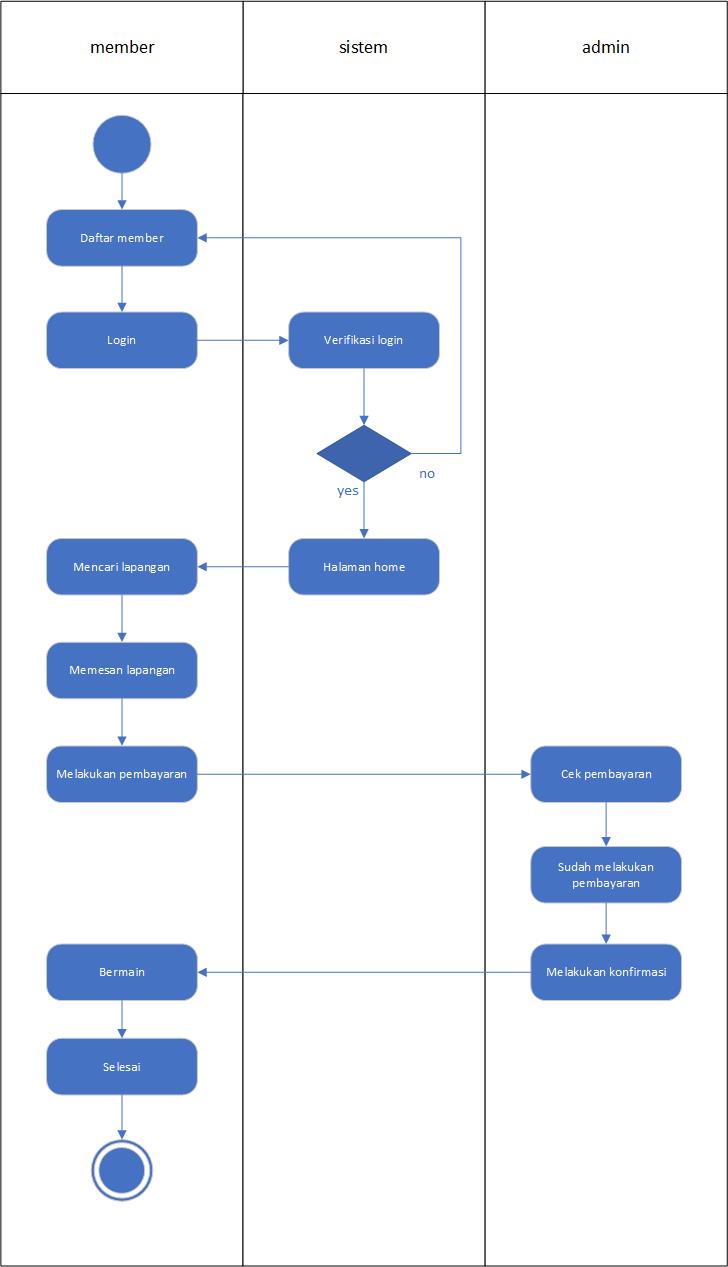 member
sistem
admin
Daftar member
Login
Verifikasi login
no
yes
Mencari lapangan
Halaman home
Memesan lapangan
Melakukan pembayaran
Cek pembayaran
Sudah melakukan
pembayaran
Bermain
Melakukan konfirmasi
Selesai